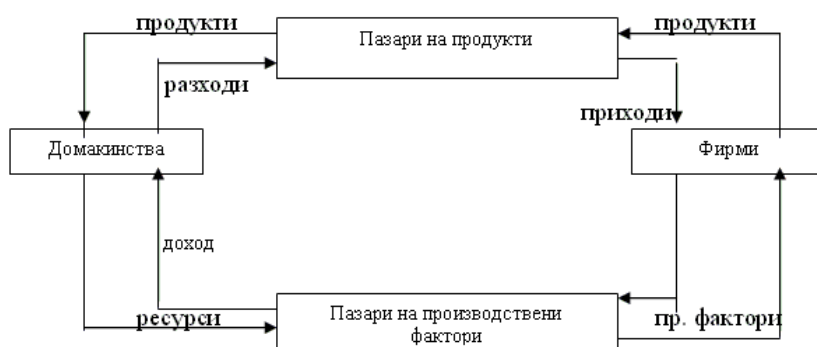 продукти
Пазари на продукти
продукти
разходи
приходи
Домакинства
Фирми
доход
ресурси
Пазари на производствени
фактори
пр. фактори